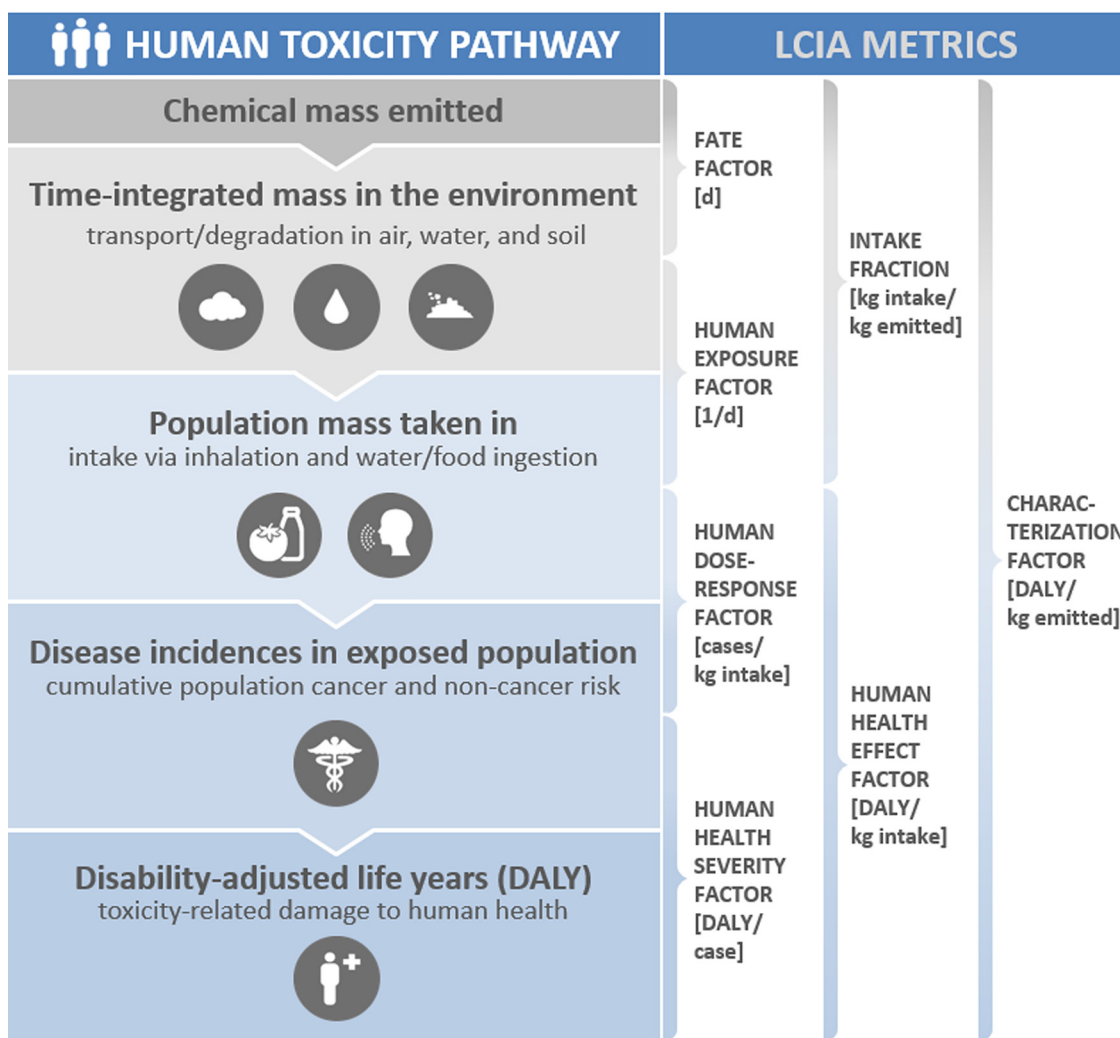 HUMAN TOXICITY PATHWAY
LCIA METRICS
Chemical mass emitted
Time-integrated mass in the environment
transport/degradation in air, water, and soil
Population mass taken in
intake via inhalation and water/food ingestion
Disease incidences in exposed population
cumulative population cancer and non-cancer risk
Disability-adjusted life years (DALY)
toxicity-related damage to human health
FATE
FACTOR
[d]
HUMAN
EXPOSURE
FACTOR
[1/d]
HUMAN
DOSE-
RESPONSE
FACTOR
[cases/
kg intake]
HUMAN
HEALTH
SEVERITY
FACTOR
[DALY/
case]
INTAKE
FRACTION
[kg intake/
kg emitted]
HUMAN
HEALTH
EFFECT
FACTOR
[DALY/
kg intake]
CHARAC-
TERIZATION
FACTOR
[DALY/
kg emitted]